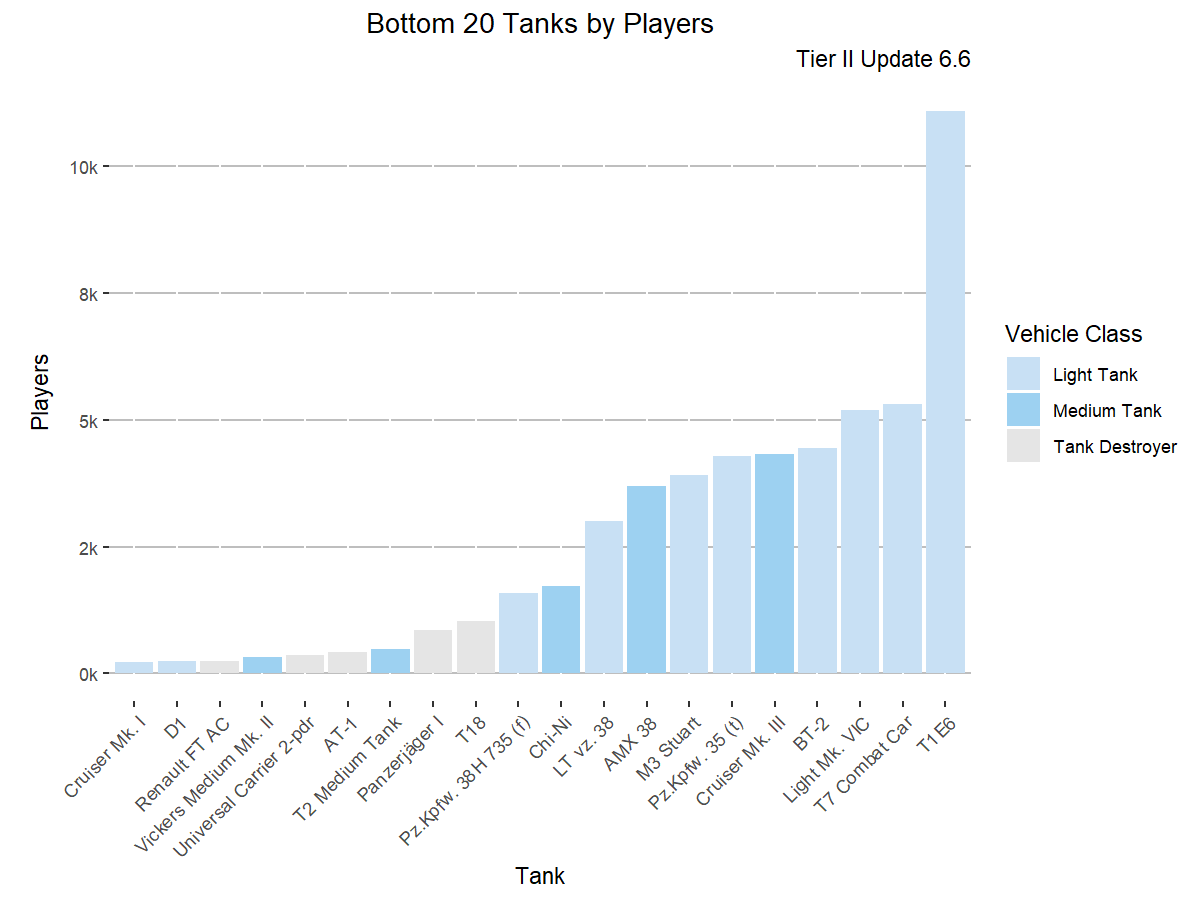 Bottom 20 Tanks by Players
Tier II Update 6.6
10k
8k
5k
2k
0k
Players
Cruiser Mk. I
D1
Renault FT AC
Vickers Medium Mk. II
Universal Carrier 2-pdr
AT-1
T2 Medium Tank
Panzerjäger I
T18
Pz.Kpfw. 38H 735 (f)
Chi-Ni
LT vz. 38
AMX 38
M3 Stuart
Pz.Kpfw. 35 (t)
Cruiser Mk. III
BT-2
Light Mk. VIC
T7 Combat Car
T1E6
Tank
Vehicle Class
Light Tank
Medium Tank
Tank Destroyer